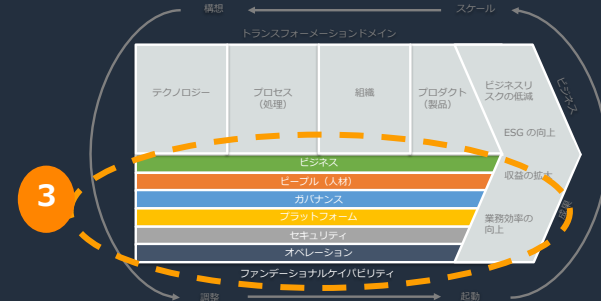 構想
スケール
トランスフォーメーションドメイン
テクノロジー
プロセス
（処理）
組織
プロダクト
（製品）
ビジネスリ
スクの低減
ESG の向上
収益の拡大
業務効率の
向上
ビジネス
成果
3
ビジネス
ピープル（人材）
ガバナンス
プラットフォーム
セキュリティ
オペレーション
ファンデーショナルケイパビリティ
調整
起動